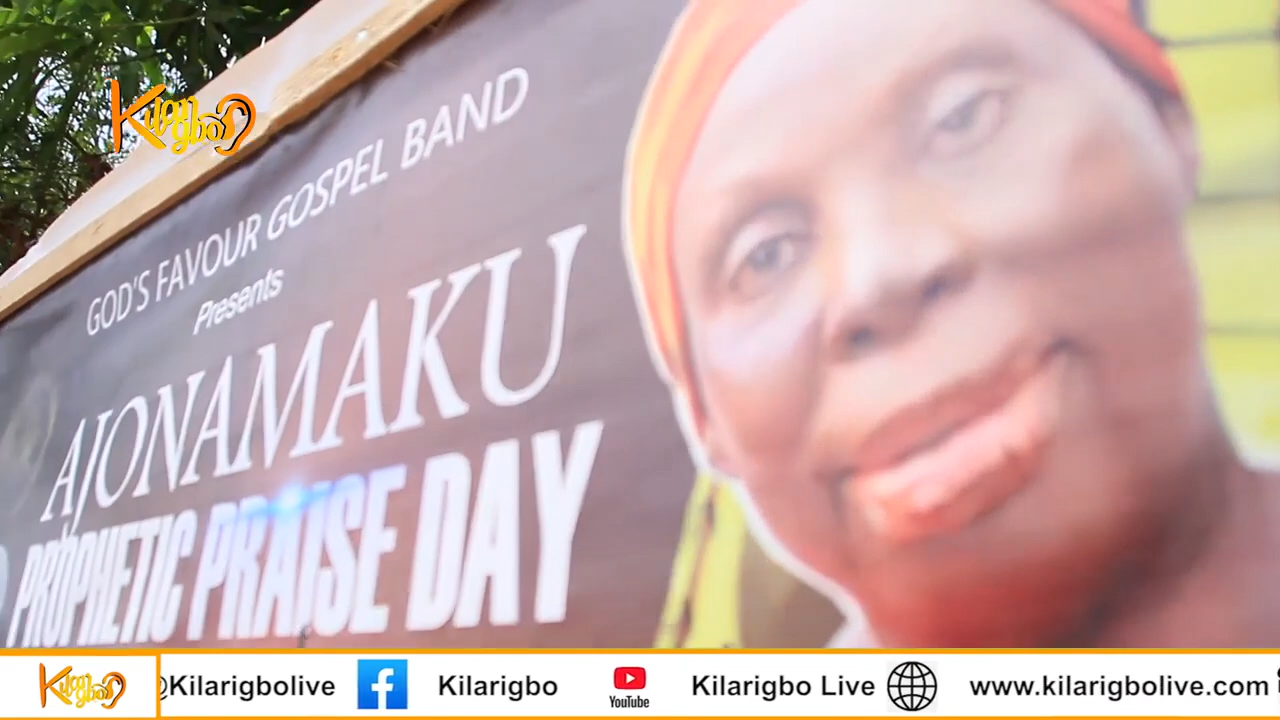 Kilarigbo
GOD'S FAVOUR GOSPEL BAND
Presents
AJONAMAKU
PROPHETIC PRAISE DAY
Kilarigbo
@Kilarigbolive
Kilarigbo
YouTube
Kilarigbo Live
www.kilarigbolive.com